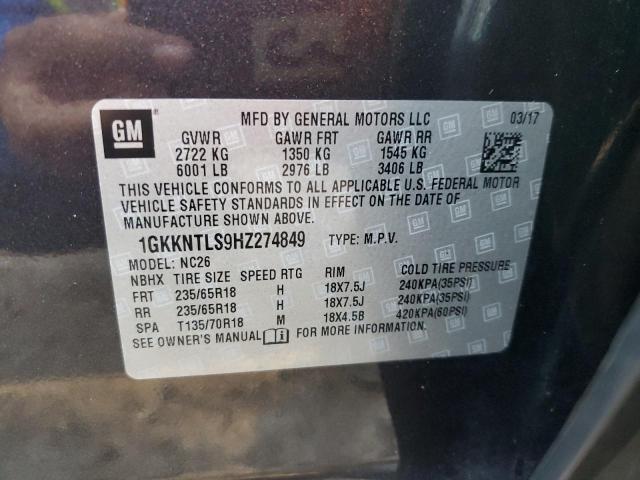 GM
MFD BY GENERAL MOTORS LLC 03/17
GVWR GAWR FRT GAWR RR
2722 KG 1350 KG 1545 KG
6001 LB 2976 LB 3406 LB
THIS VEHICLE CONFORMS TO ALL APPLICABLE U.S. FEDERAL MOTOR
VEHICLE SAFETY STANDARDS IN EFFECT ON THE DATE OF
MANUFACTURE SHOWN ABOVE.
1GKKNTLS9HZ274849 TYPE: M.P.V.
MODEL: NC26
NBHX TIRE SIZE SPEED RTG RIM COLD TIRE PRESSURE
FRT 235/65R18 H 18X7.5J 240KPA(35PSI)
RR 235/65R18 H 18X7.5J 240KPA(35PSI)
SPA T135/70R18 M 18X4.5B 420KPA(60PSI)
SEE OWNER'S MANUAL FOR MORE INFORMATION.